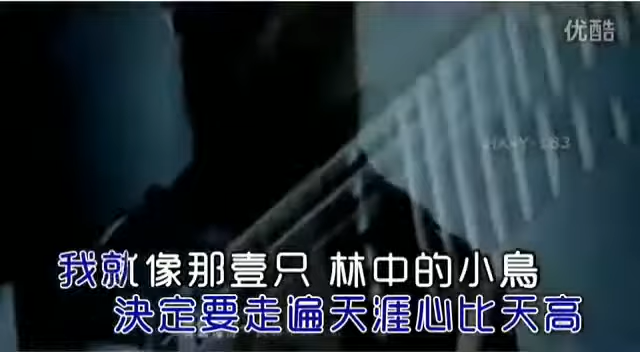 优酷
我就像那壹只 林中的小鳥
決定要走遍天涯心比天高